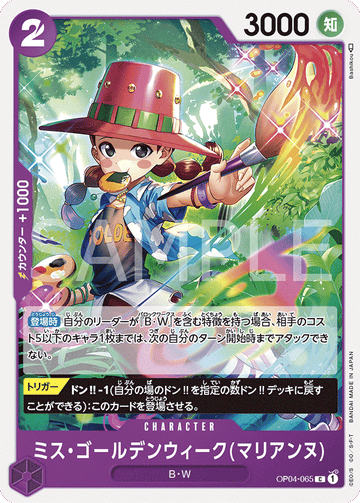 2
3000
知
Bashikou
カウンター +1000
OLOL
SAMPLE
登場時 自分のリーダーが『B・W』を含む特徴を持つ場合、相手のコス
ト5以下のキャラ1枚までは、次の自分のターン開始時までアタックでき
ない。
トリガー ドン!!-1(自分の場のドン!!を指定の数ドン!!デッキに戻す
ことができる):このカードを登場させる。
CHARACTER
ミス・ゴールデンウィーク(マリアンヌ)
B・W
OP04-065 C 1
BANDAI MADE IN JAPAN